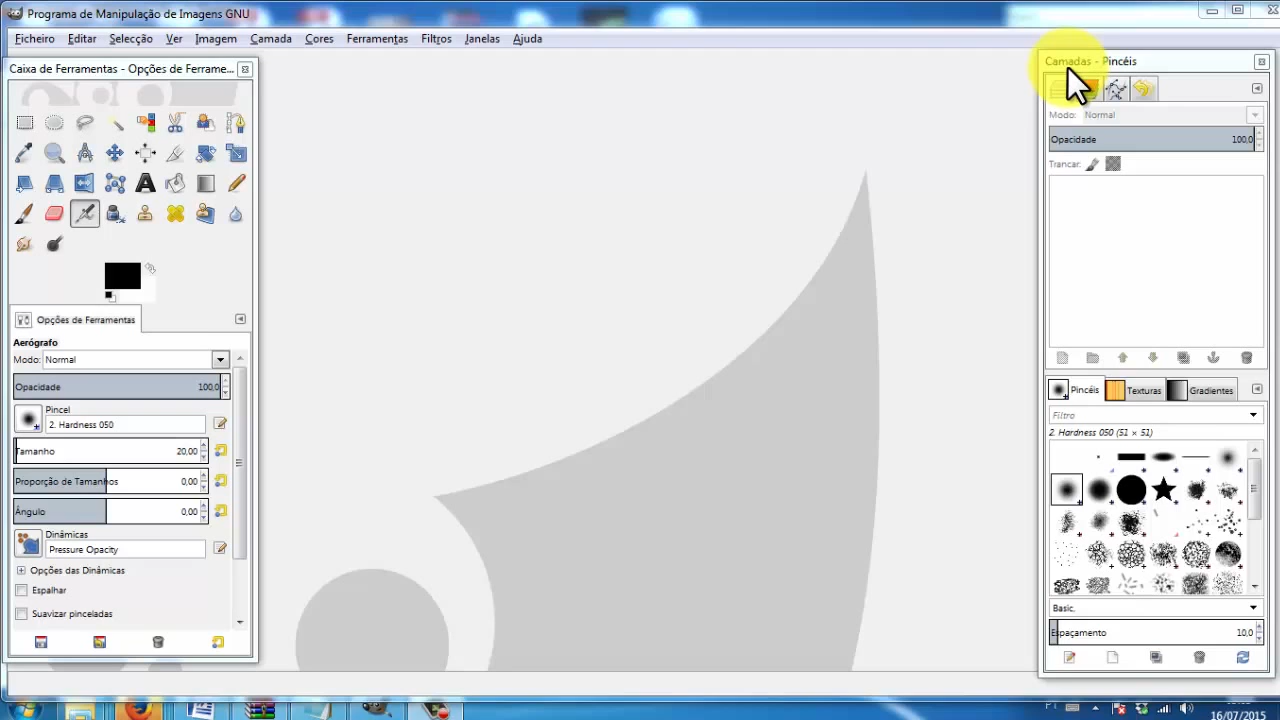 Programa de Manipulação de Imagens GNU
Ficheiro Editar Selecção Ver Imagem Camada Cores Ferramentas Filtros Janelas Ajuda
Caixa de Ferramentas - Opções de Ferrame...
Opções de Ferramentas
Aerógrafo
Modo: Normal
Opacidade 100,0
Pincel
2. Hardness 050
Tamanho 20,00
Proporção de Tamanhos 0,00
Ângulo 0,00
Dinâmicas
Pressure Opacity
Opções das Dinâmicas
Espalhar
Suavizar pinceladas
Camadas - Pincéis
Modo: Normal
Opacidade 100,0
Trancar:
Pincéis Texturas Gradientes
Filtro
2. Hardness 050 (51 × 51)
Basic,
Espaçamento 10,0
PT
16/07/2015